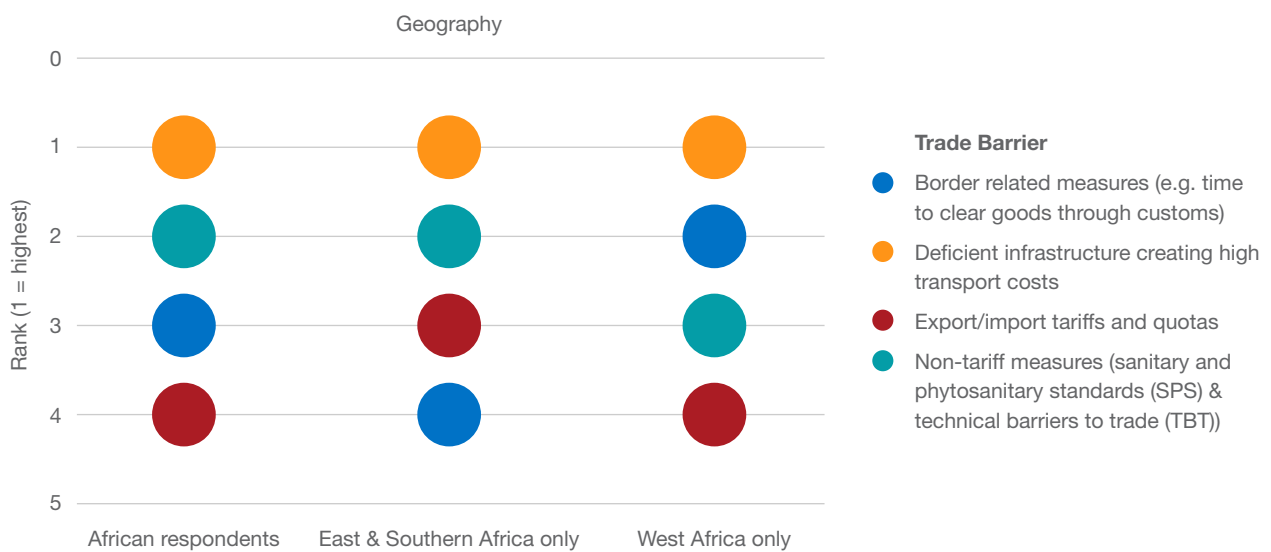 Geography
0
1
2
3
4
5
Rank (1 = highest)
African respondents
East & Southern Africa only
West Africa only
Trade Barrier
Border related measures (e.g. time
to clear goods through customs)
Deficient infrastructure creating high
transport costs
Export/import tariffs and quotas
Non-tariff measures (sanitary and
phytosanitary standards (SPS) &
technical barriers to trade (TBT))